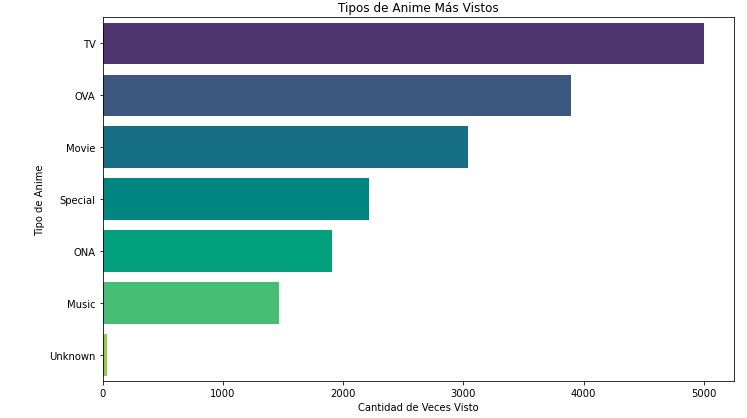 Tipos de Anime Más Vistos
Tipo de Anime
TV
OVA
Movie
Special
ONA
Music
Unknown
0 1000 2000 3000 4000 5000
Cantidad de Veces Visto